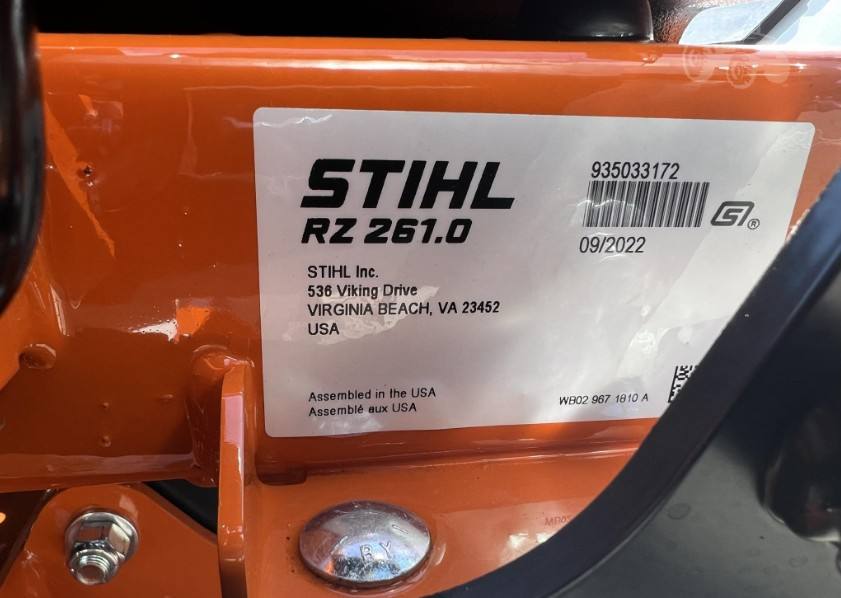 STIHL
RZ 261.0
STIHL Inc.
536 Viking Drive
VIRGINIA BEACH, VA 23452
USA
Assembled in the USA
Assemblé aux USA
935033172
09/2022
WB02 967 1810 A
RY